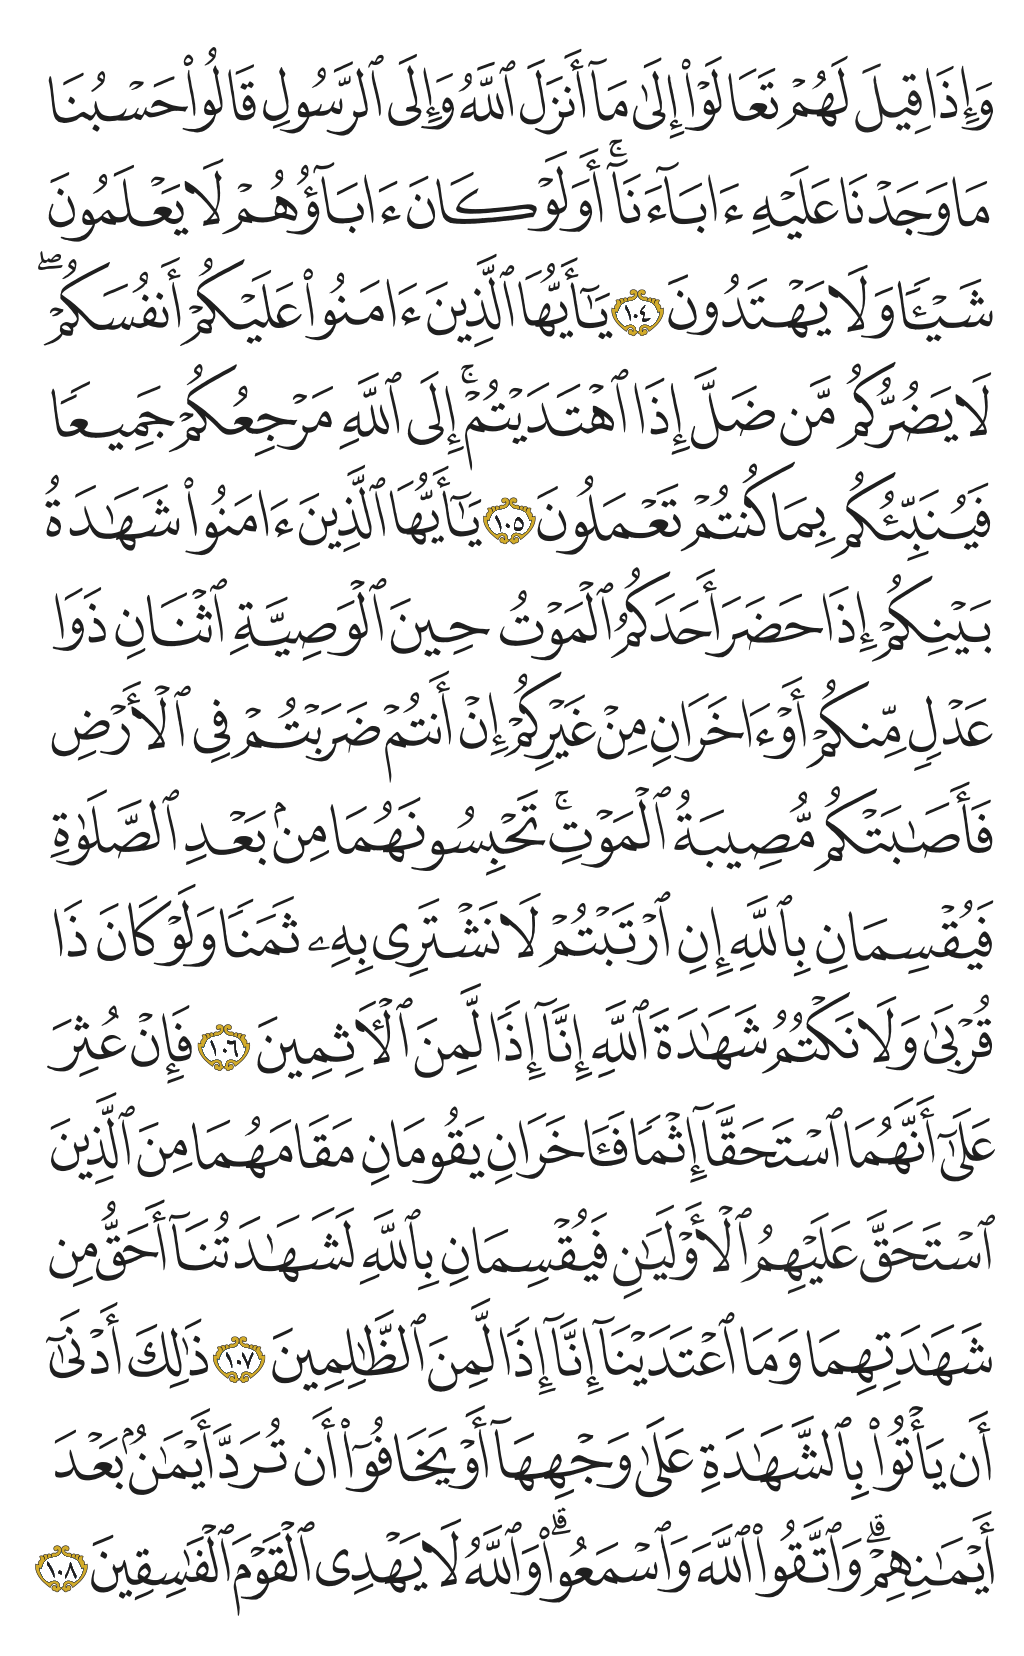 وَإِذَا قِيلَ لَهُمْ تَعَالَوْا۟ إِلَىٰ مَآ أَنزَلَ ٱللَّهُ وَإِلَى ٱلرَّسُولِ قَالُوا۟ حَسْبُنَا
مَا وَجَدْنَا عَلَيْهِ ءَابَآءَنَآ ۚ أَوَلَوْ كَانَ ءَابَآؤُهُمْ لَا يَعْلَمُونَ
شَيْـًٔا وَلَا يَهْتَدُونَ ١٠٤ يَـٰٓأَيُّهَا ٱلَّذِينَ ءَامَنُوا۟ عَلَيْكُمْ أَنفُسَكُمْ ۖ
لَا يَضُرُّكُم مَّن ضَلَّ إِذَا ٱهْتَدَيْتُمْ ۚ إِلَى ٱللَّهِ مَرْجِعُكُمْ جَمِيعًا
فَيُنَبِّئُكُم بِمَا كُنتُمْ تَعْمَلُونَ ١٠٥ يَـٰٓأَيُّهَا ٱلَّذِينَ ءَامَنُوا۟ شَهَـٰدَةُ
بَيْنِكُمْ إِذَا حَضَرَ أَحَدَكُمُ ٱلْمَوْتُ حِينَ ٱلْوَصِيَّةِ ٱثْنَانِ ذَوَا
عَدْلٍ مِّنكُمْ أَوْ ءَاخَرَانِ مِنْ غَيْرِكُمْ إِنْ أَنتُمْ ضَرَبْتُمْ فِى ٱلْأَرْضِ
فَأَصَـٰبَتْكُم مُّصِيبَةُ ٱلْمَوْتِ ۚ تَحْبِسُونَهُمَا مِنۢ بَعْدِ ٱلصَّلَوٰةِ
فَيُقْسِمَانِ بِٱللَّهِ إِنِ ٱرْتَبْتُمْ لَا نَشْتَرِى بِهِۦ ثَمَنًا وَلَوْ كَانَ ذَا
قُرْبَىٰ وَلَا نَكْتُمُ شَهَـٰدَةَ ٱللَّهِ إِنَّآ إِذًا لَّمِنَ ٱلْـَٔاثِمِينَ ١٠٦ فَإِنْ عُثِرَ
عَلَىٰٓ أَنَّهُمَا ٱسْتَحَقَّآ إِثْمًا فَـَٔاخَرَانِ يَقُومَانِ مَقَامَهُمَا مِنَ ٱلَّذِينَ
ٱسْتَحَقَّ عَلَيْهِمُ ٱلْأَوْلَيَـٰنِ فَيُقْسِمَانِ بِٱللَّهِ لَشَهَـٰدَتُنَآ أَحَقُّ مِن
شَهَـٰدَتِهِمَا وَمَا ٱعْتَدَيْنَآ إِنَّآ إِذًا لَّمِنَ ٱلظَّـٰلِمِينَ ١٠٧ ذَٰلِكَ أَدْنَىٰٓ
أَن يَأْتُوا۟ بِٱلشَّهَـٰدَةِ عَلَىٰ وَجْهِهَآ أَوْ يَخَافُوٓا۟ أَن تُرَدَّ أَيْمَـٰنٌۢ بَعْدَ
أَيْمَـٰنِهِمْ ۗ وَٱتَّقُوا۟ ٱللَّهَ وَٱسْمَعُوا۟ ۗ وَٱللَّهُ لَا يَهْدِى ٱلْقَوْمَ ٱلْفَـٰسِقِينَ ١٠٨